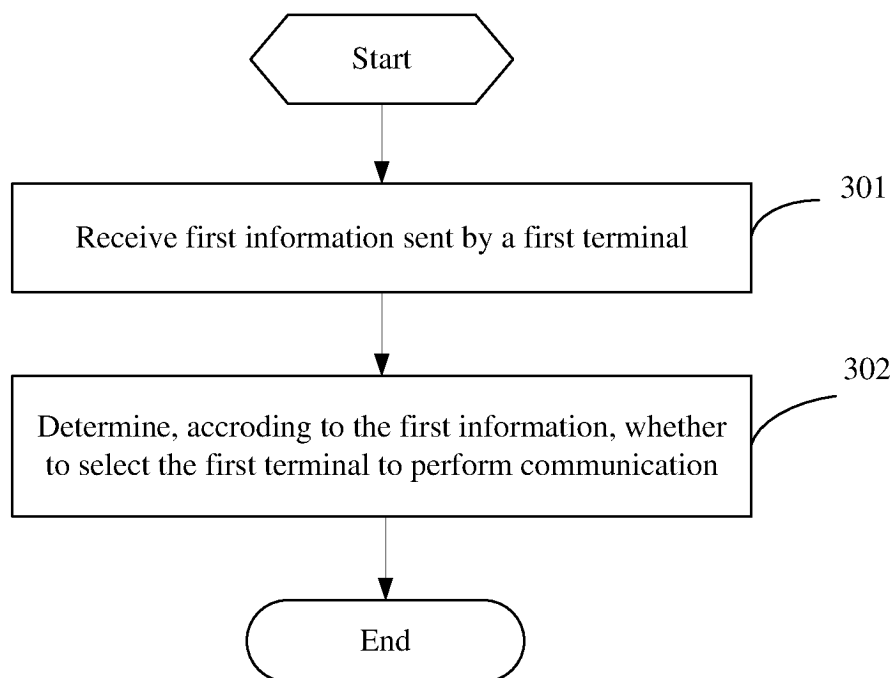 Start
301
Receive first information sent by a first terminal
302
Determine, accroding to the first information, whether
to select the first terminal to perform communication
End